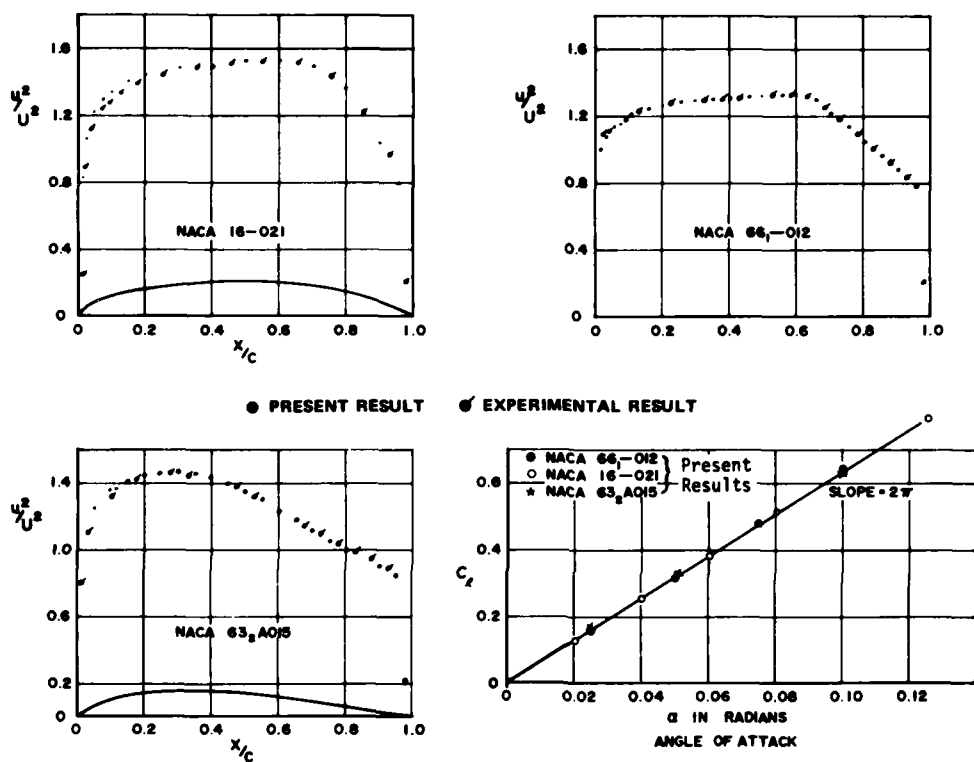 1.6
u²/U²
1.2
0.8
0.4
0
NACA 16-021
0 0.2 0.4 0.6 0.8 1.0
X/C
1.6
u²/U²
1.2
0.8
0.4
0
NACA 66₁-012
0 0.2 0.4 0.6 0.8 1.0
● PRESENT RESULT EXPERIMENTAL RESULT
u²/U²
1.4
1.0
0.6
0.2
0
NACA 63₂A015
0 0.2 0.4 0.6 0.8 1.0
X/C
● NACA 66₁-012
○ NACA 16-021
★ NACA 63₂A015
} Present
Results
SLOPE = 2π
0.6
C_ℓ
0.4
0.2
0
0 0.02 0.04 0.06 0.08 0.10 0.12
α IN RADIANS
ANGLE OF ATTACK